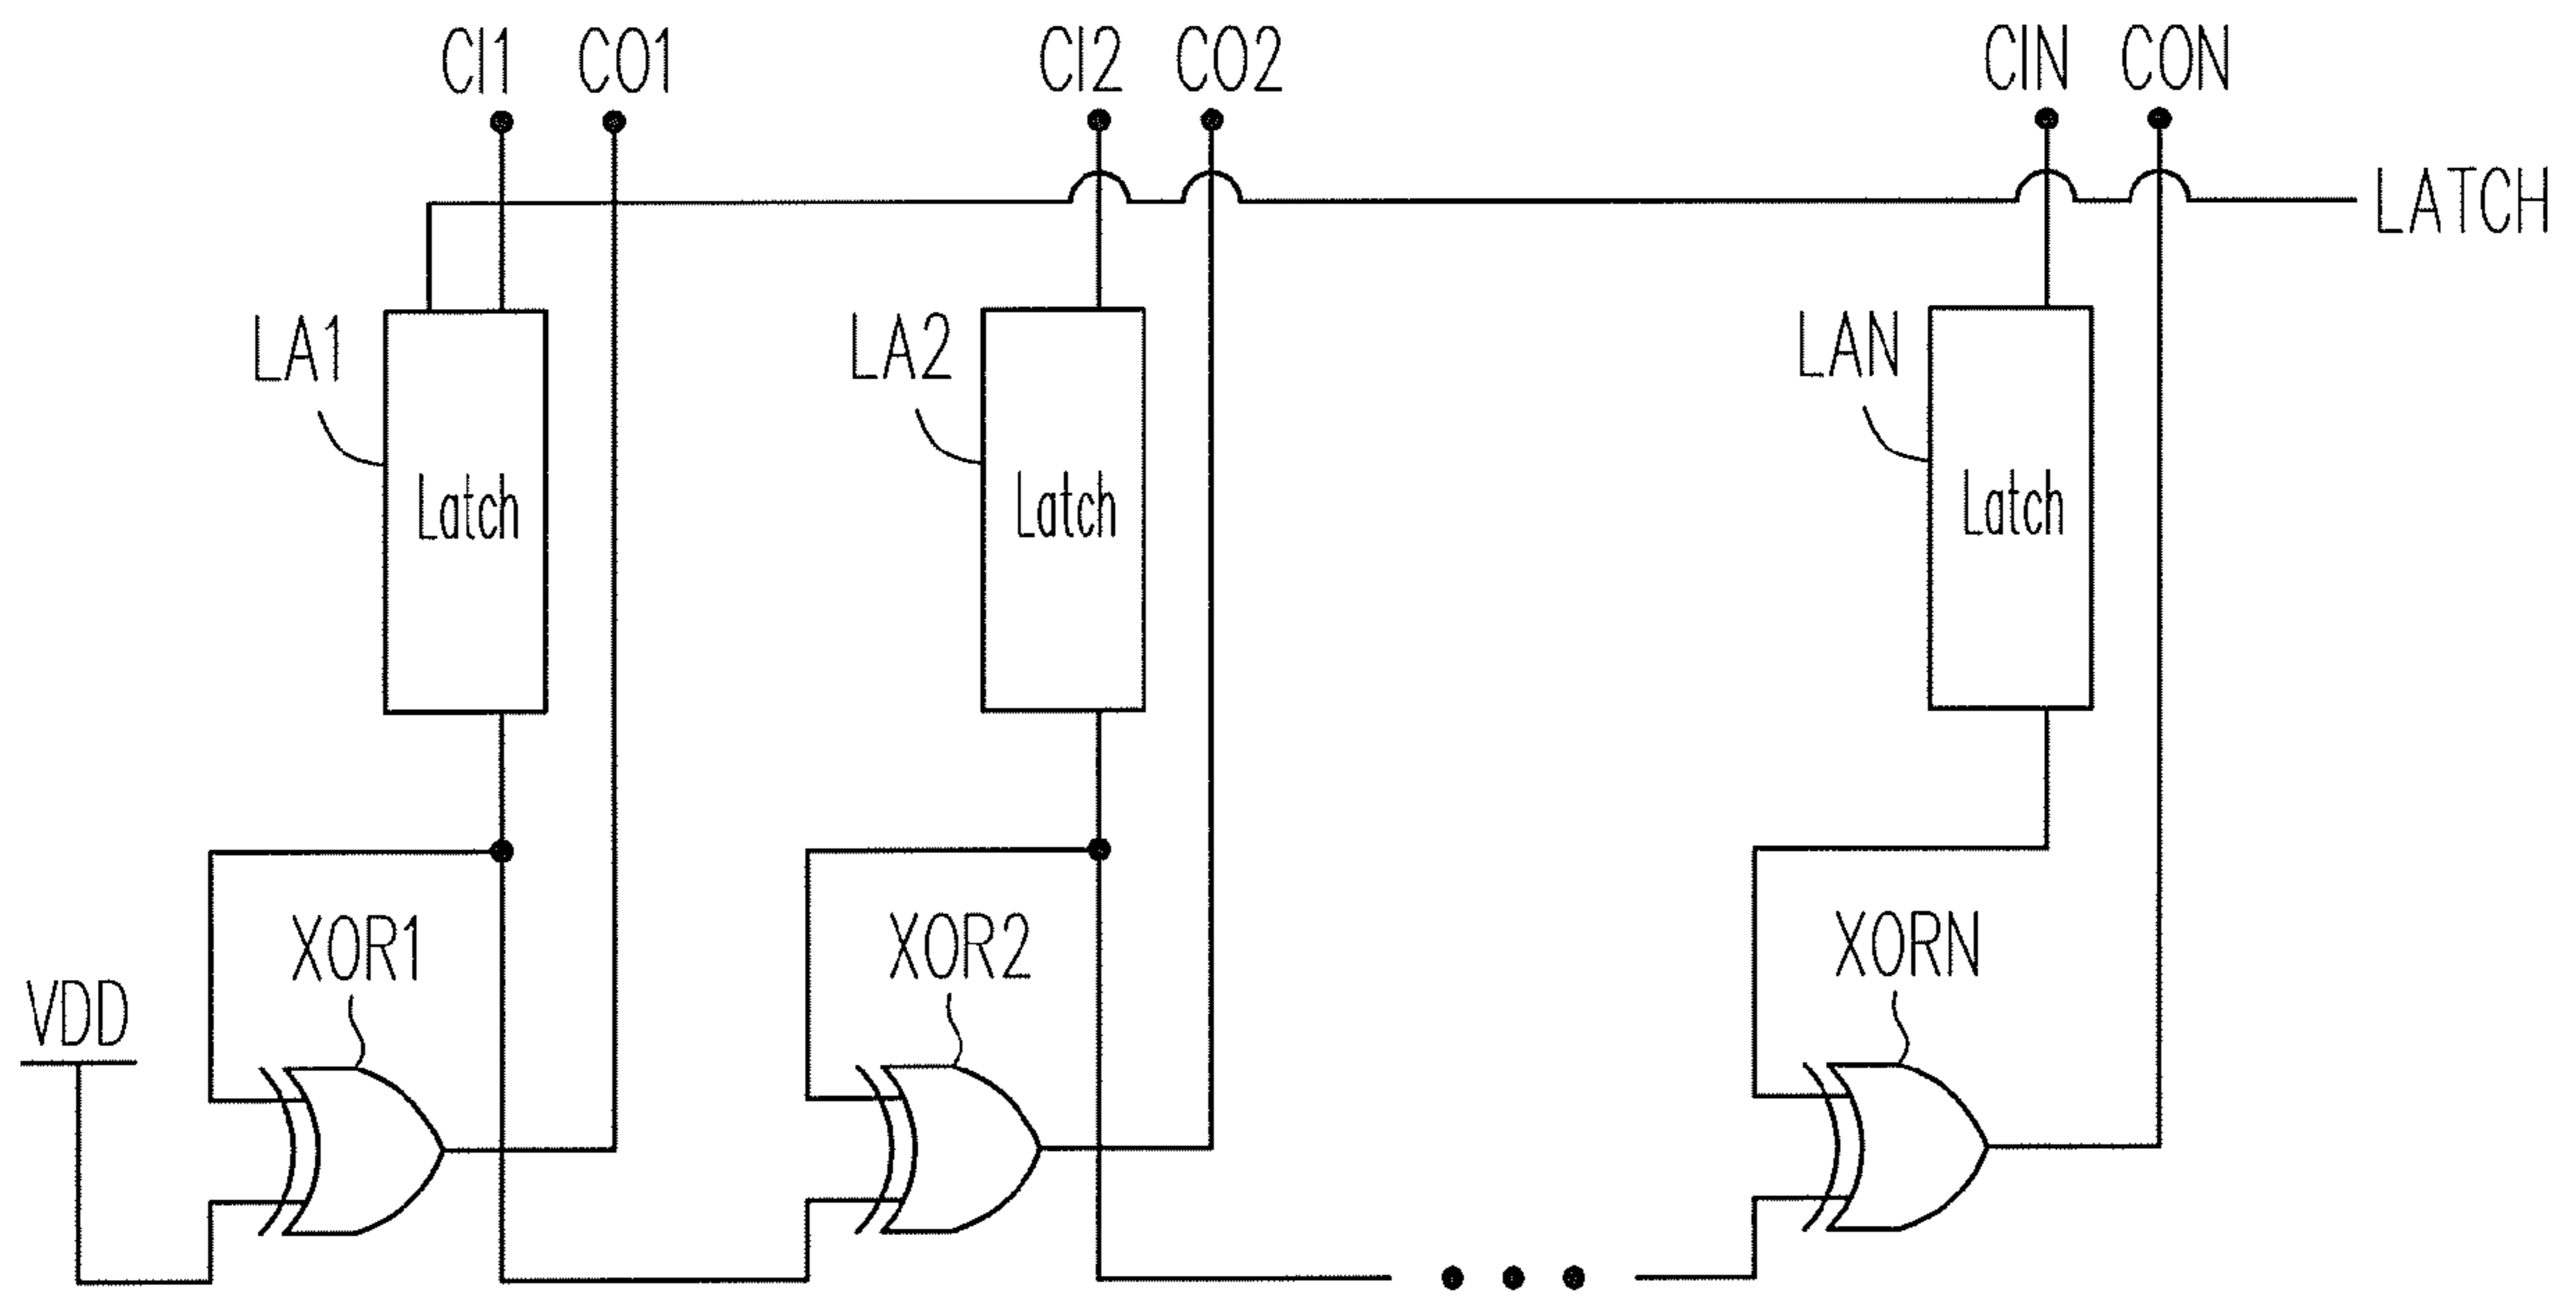 CI1 CO1 CI2 CO2 CIN CON
LATCH
LA1 LA2 LAN
Latch Latch Latch
XOR1 XOR2 XORN
VDD